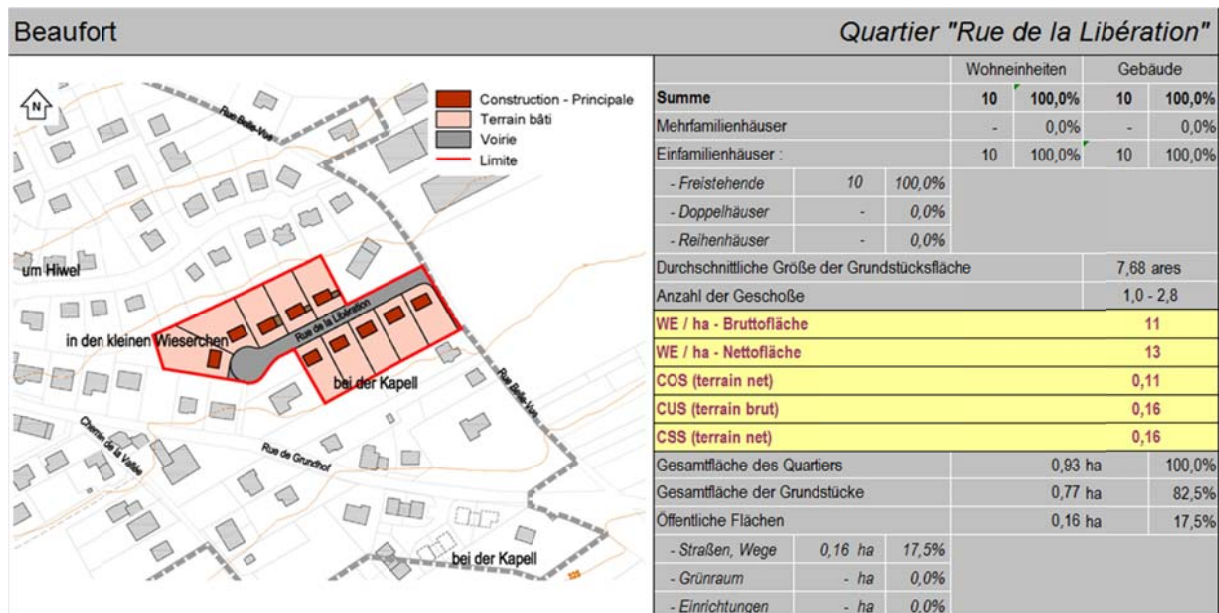 Beaufort
Quartier "Rue de la Libération"
N
Construction - Principale
Terrain bâti
Voirie
Limite
Rue Belle-Vue
um Hiwel
in den kleinen Wieserchen
Rue de la Libération
bei der Kapell
Rue Belle-Vue
Chemin de la Vallée
Rue de Grundhof
bei der Kapell
Wohneinheiten Gebäude
Summe 10 100,0% 10 100,0%
Mehrfamilienhäuser - 0,0% - 0,0%
Einfamilienhäuser : 10 100,0% 10 100,0%
- Freistehende 10 100,0%
- Doppelhäuser - 0,0%
- Reihenhäuser - 0,0%
Durchschnittliche Größe der Grundstücksfläche 7,68 ares
Anzahl der Geschoße 1,0 - 2,8
WE / ha - Bruttofläche 11
WE / ha - Nettofläche 13
COS (terrain net) 0,11
CUS (terrain brut) 0,16
CSS (terrain net) 0,16
Gesamtfläche des Quartiers 0,93 ha 100,0%
Gesamtfläche der Grundstücke 0,77 ha 82,5%
Öffentliche Flächen 0,16 ha 17,5%
- Straßen, Wege 0,16 ha 17,5%
- Grünraum - ha 0,0%
- Einrichtungen - ha 0,0%